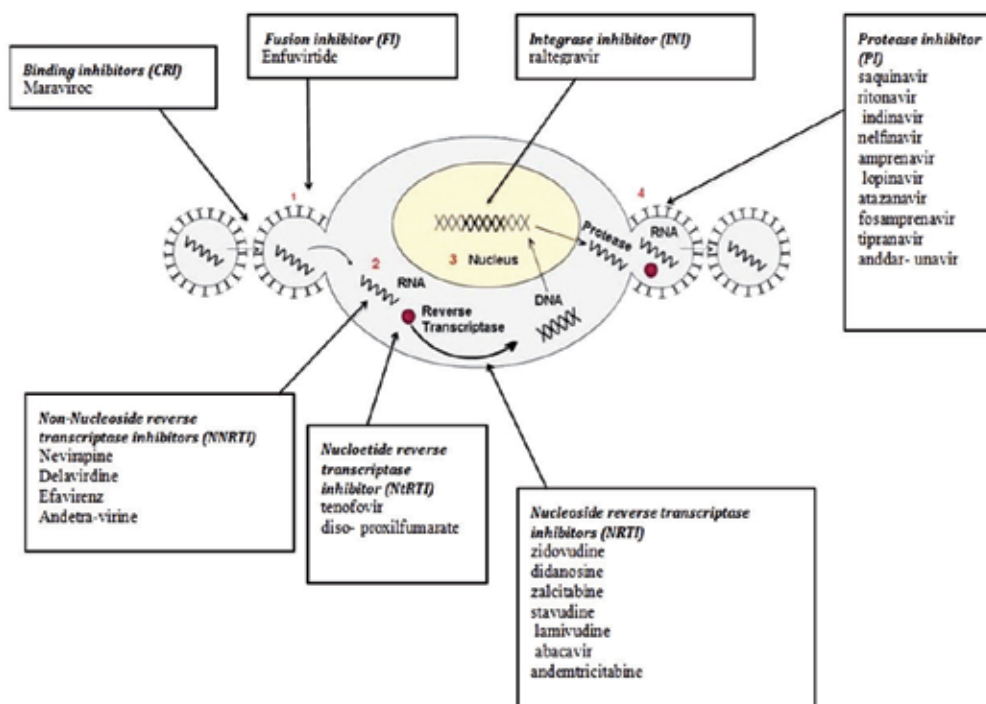 Binding inhibitors (CRI)
Maraviroc
Fusion inhibitor (FI)
Enfuvirtide
Integrase inhibitor (INI)
raltegravir
Protease inhibitor
(PI)
saquinavir
ritonavir
indinavir
nelfinavir
amprenavir
lopinavir
atazanavir
fosamprenavir
tipranavir
anddar- unavir
1
2
RNA
Reverse
Transcriptase
3 Nucleus
DNA
Protease
4
RNA
Non-Nucleoside reverse
transcriptase inhibitors (NNRTI)
Nevirapine
Delavirdine
Efavirenz
Andetra-virine
Nucloetide reverse
transcriptase
inhibitor (NtRTI)
tenofovir
diso- proxilfumarate
Nucleoside reverse transcriptase
inhibitors (NRTI)
zidovudine
didanosine
zalcitabine
stavudine
lamivudine
abacavir
andemtricitabine